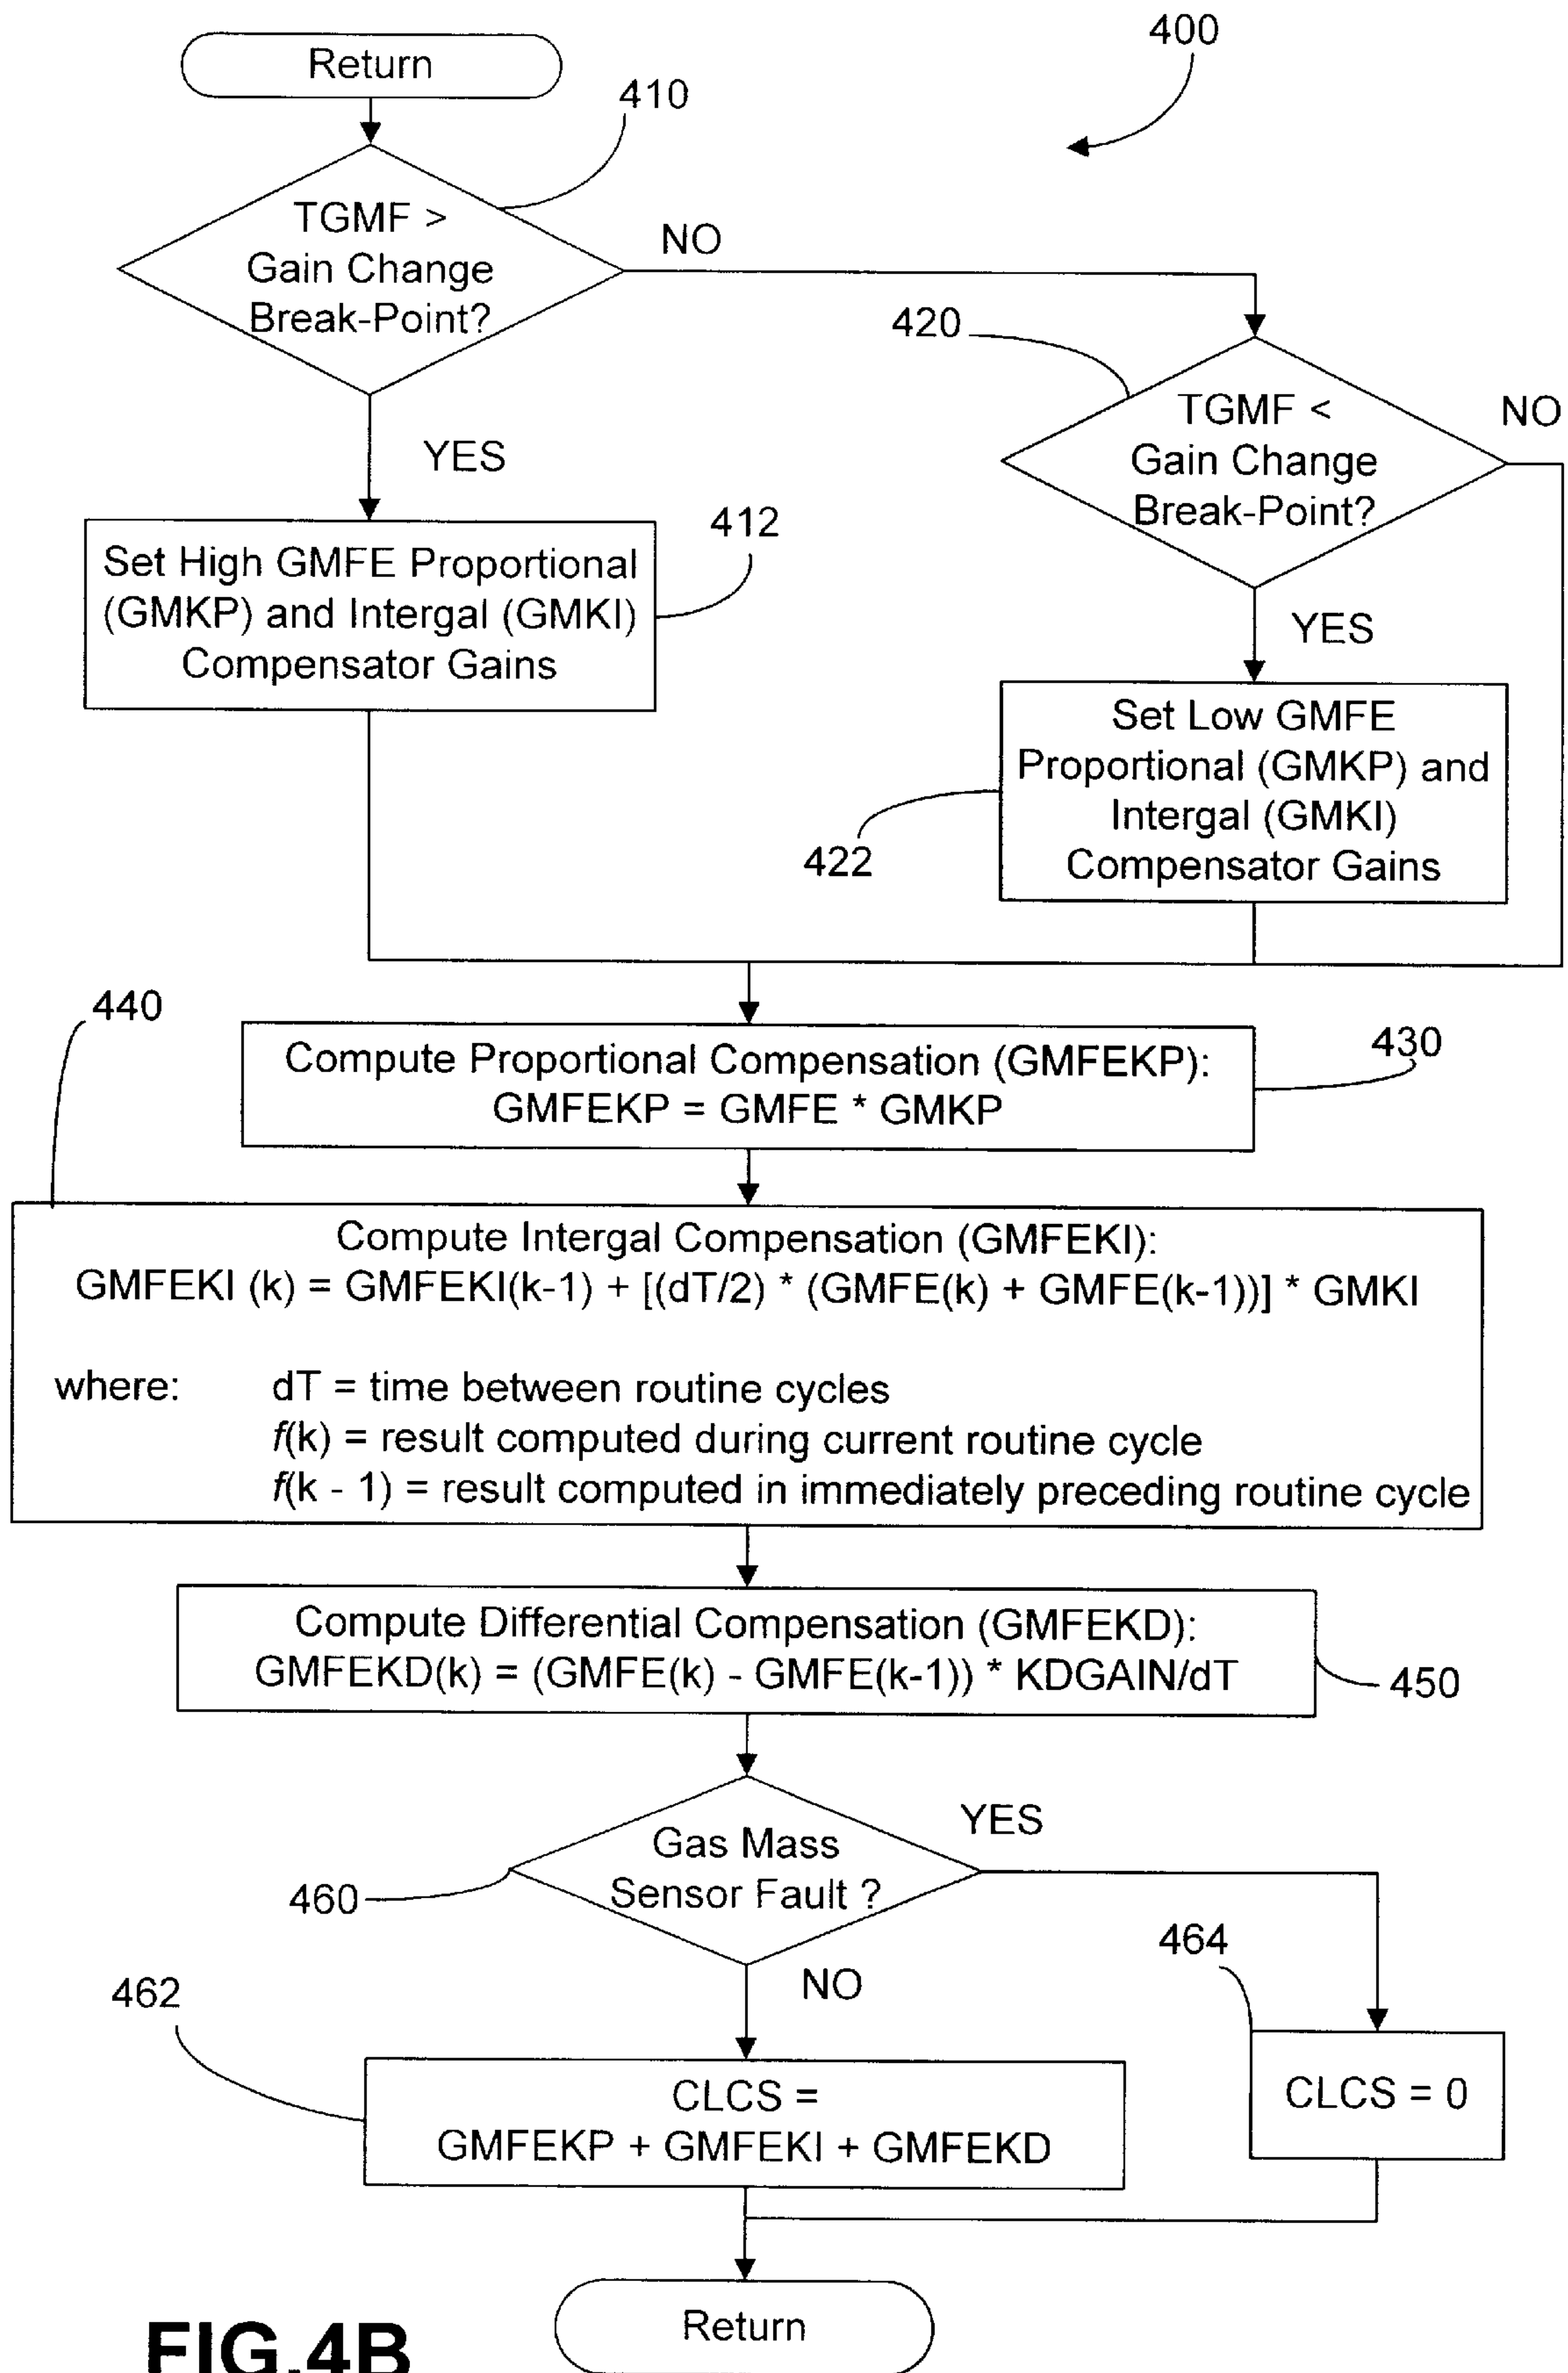 Return
400
410
TGMF >
Gain Change
Break-Point?
NO
420
TGMF <
Gain Change
Break-Point?
NO
YES
412
Set High GMFE Proportional
(GMKP) and Intergal (GMKI)
Compensator Gains
YES
Set Low GMFE
Proportional (GMKP) and
Intergal (GMKI)
Compensator Gains
422
440
430
Compute Proportional Compensation (GMFEKP):
GMFEKP = GMFE * GMKP
Compute Intergal Compensation (GMFEKI):
GMFEKI (k) = GMFEKI(k-1) + [(dT/2) * (GMFE(k) + GMFE(k-1))] * GMKI
where: dT = time between routine cycles
f(k) = result computed during current routine cycle
f(k - 1) = result computed in immediately preceding routine cycle
Compute Differential Compensation (GMFEKD):
GMFEKD(k) = (GMFE(k) - GMFE(k-1)) * KDGAIN/dT
450
Gas Mass
Sensor Fault ?
YES
460
464
NO
462
CLCS =
GMFEKP + GMFEKI + GMFEKD
CLCS = 0
Return
FIG.4B